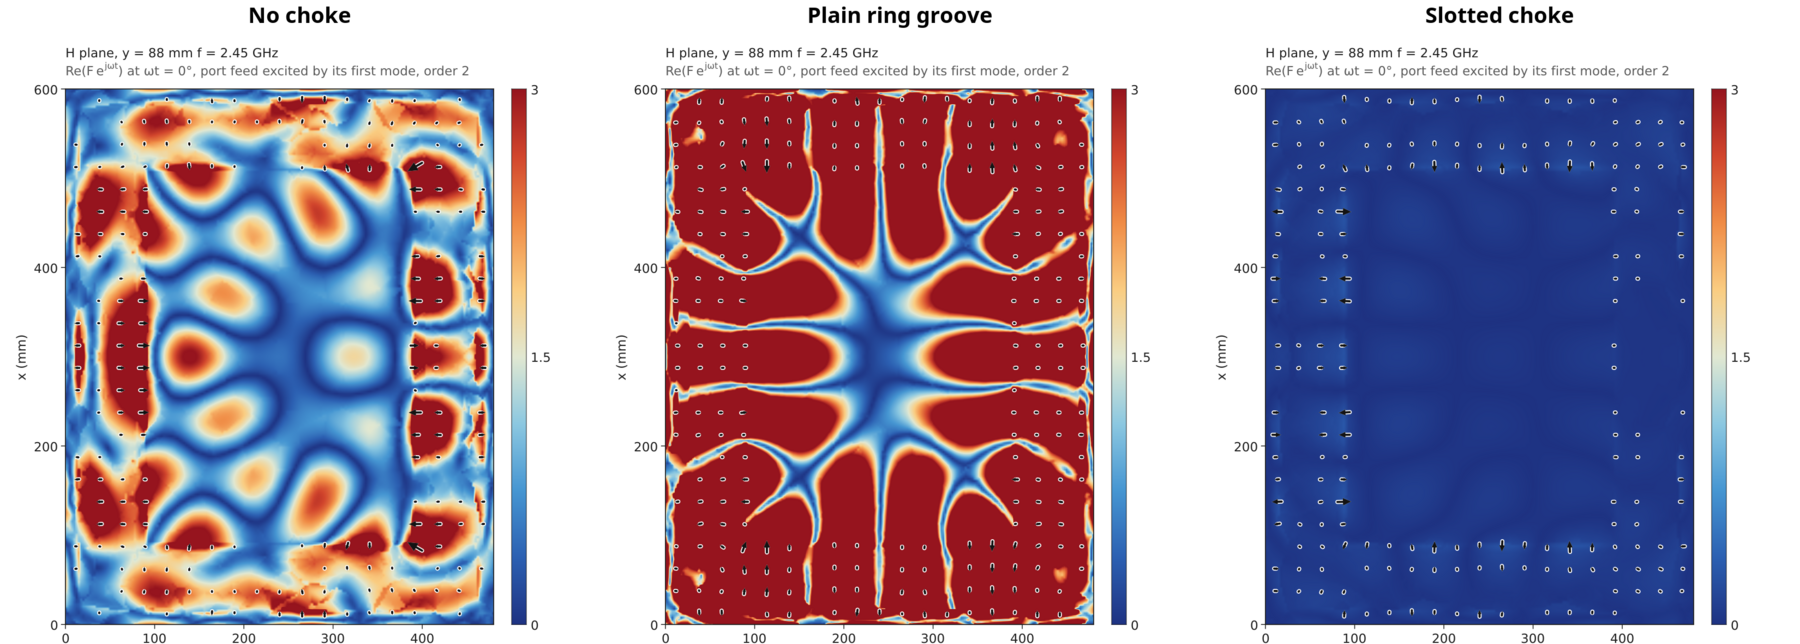 No choke
H plane, y = 88 mm f = 2.45 GHz
Re(F e^jωt) at ωt = 0°, port feed excited by its first mode, order 2
x (mm)
600
400
200
0
0 100 200 300 400
3
1.5
0
Plain ring groove
H plane, y = 88 mm f = 2.45 GHz
Re(F e^jωt) at ωt = 0°, port feed excited by its first mode, order 2
x (mm)
600
400
200
0
0 100 200 300 400
3
1.5
0
Slotted choke
H plane, y = 88 mm f = 2.45 GHz
Re(F e^jωt) at ωt = 0°, port feed excited by its first mode, order 2
x (mm)
600
400
200
0
0 100 200 300 400
3
1.5
0